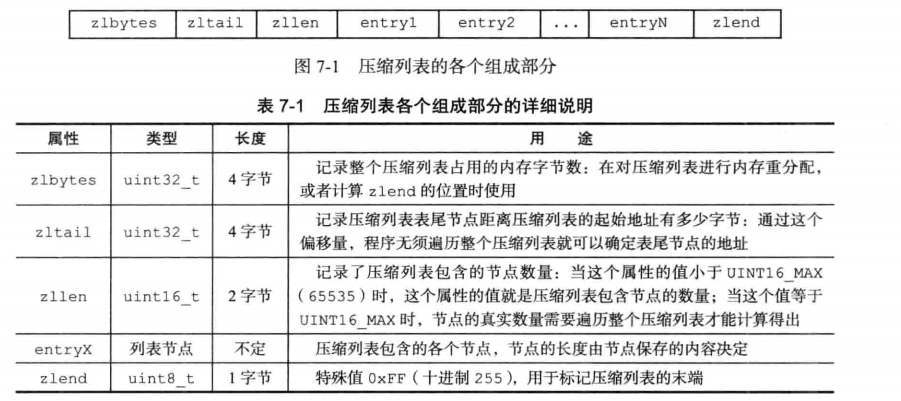 zlbytes zltail zllen entry1 entry2 ... entryN zlend
图 7-1 压缩列表的各个组成部分
表 7-1 压缩列表各个组成部分的详细说明
属性 类型 长度 用 途
zlbytes uint32_t 4 字节 记录整个压缩列表占用的内存字节数：在对压缩列表进行内存重分配，
或者计算 zlend 的位置时使用
zltail uint32_t 4 字节 记录压缩列表表尾节点距离压缩列表的起始地址有多少字节：通过这个
偏移量，程序无须遍历整个压缩列表就可以确定表尾节点的地址
zllen uint16_t 2 字节 记录了压缩列表包含的节点数量：当这个属性的值小于 UINT16_MAX
（65535）时，这个属性的值就是压缩列表包含节点的数量；当这个值等于
UINT16_MAX 时，节点的真实数量需要遍历整个压缩列表才能计算得出
entryX 列表节点 不定 压缩列表包含的各个节点，节点的长度由节点保存的内容决定
zlend uint8_t 1 字节 特殊值 0xFF（十进制 255），用于标记压缩列表的末端